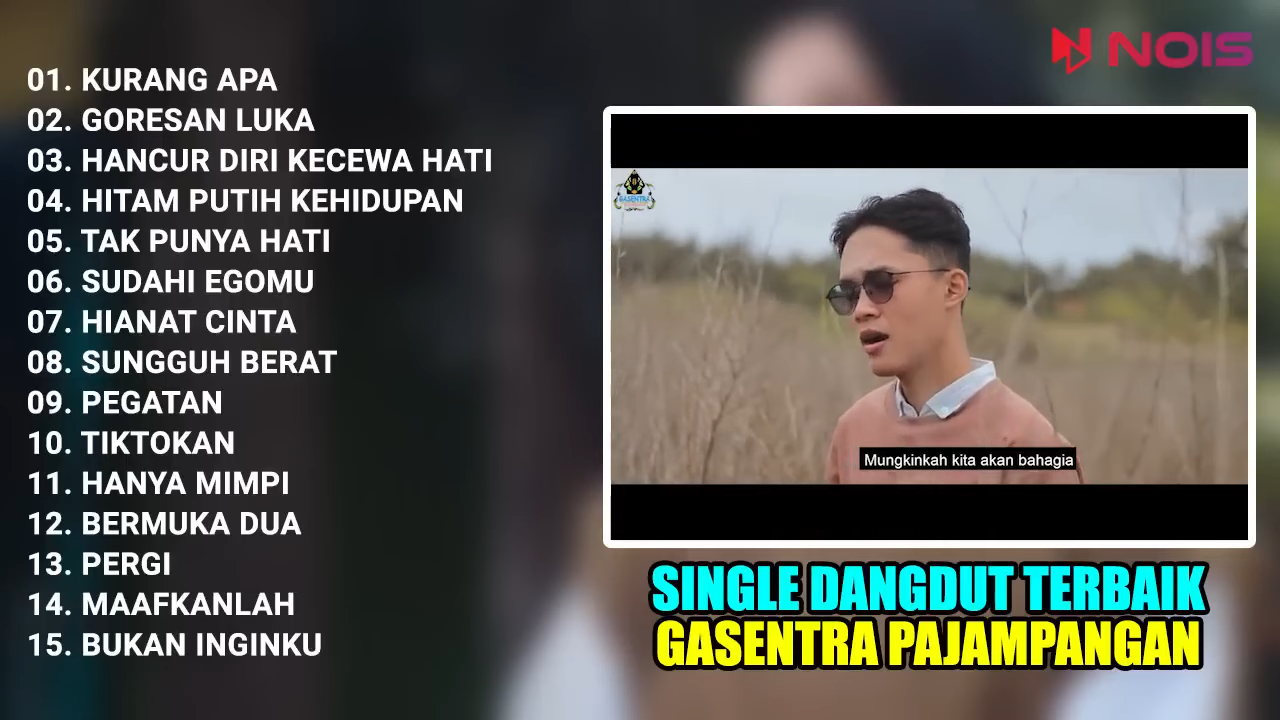 NOIS
01. KURANG APA
02. GORESAN LUKA
03. HANCUR DIRI KECEWA HATI
04. HITAM PUTIH KEHIDUPAN
05. TAK PUNYA HATI
06. SUDAHI EGOMU
07. HIANAT CINTA
08. SUNGGUH BERAT
09. PEGATAN
10. TIKTOKAN
11. HANYA MIMPI
12. BERMUKA DUA
13. PERGI
14. MAAFKANLAH
15. BUKAN INGINKU
GASENTRA
Mungkinkah kita akan bahagia
SINGLE DANGDUT TERBAIK
GASENTRA PAJAMPANGAN